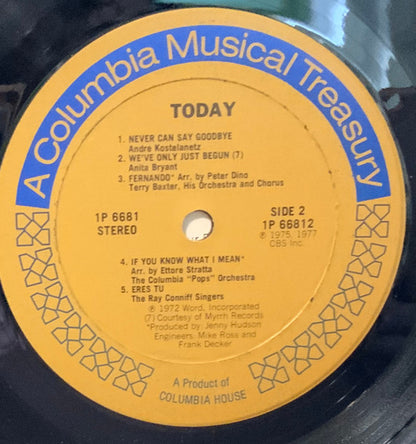 A Columbia Musical Treasury
TODAY
1. NEVER CAN SAY GOODBYE
Andre Kostelanetz
2. WE'VE ONLY JUST BEGUN (7)
Anita Bryant
3. FERNANDO* Arr. by Peter Dino
Terry Baxter, His Orchestra and Chorus
1P 6681
STEREO
SIDE 2
1P 66812
℗ 1975, 1977
CBS Inc.
4. IF YOU KNOW WHAT I MEAN*
Arr. by Ettore Stratta
The Columbia "Pops" Orchestra
5. ERES TU
The Ray Conniff Singers
℗ 1972 Word, Incorporated
(7) Courtesy of Myrrh Records
*Produced by: Jenny Hudson
Engineers: Mike Ross and
Frank Decker
A Product of
COLUMBIA HOUSE